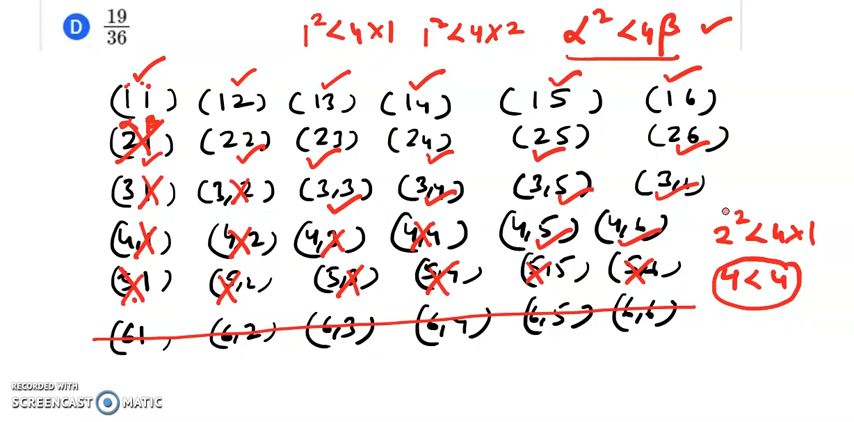 D 19/36
1² < 4×1 1² < 4×2 α² < 4β ✓
(1 1) (1 2) (1 3) (1 4) (1 5) (1 6)
α β
(2 1) (2 2) (2 3) (2 4) (2 5) (2 6)
(3 1) (3,2) (3,3) (3,4) (3,5)
(4,1) (4 2) (4,3) (4 4) (4,5) (4,6)
2² < 4×1
(5 1) (5,2) (5,3) (5,4) (5,5) (5,6)
4 < 4
(6 1) (6,2) (6,3) (6,4) (6,5) (6,6)
RECORDED WITH
SCREENCAST MATIC